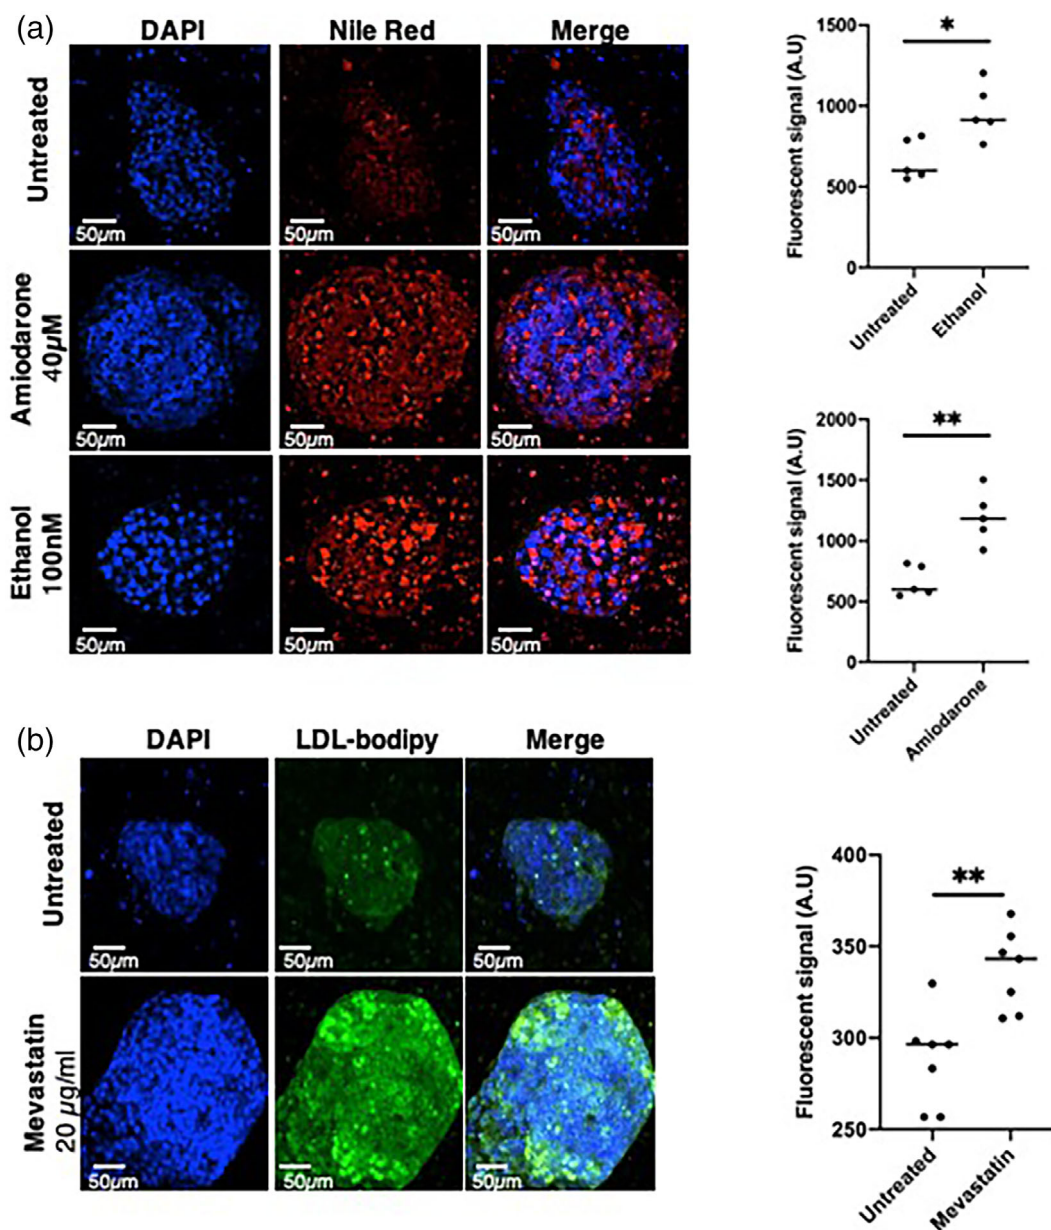 (a)
DAPI Nile Red Merge
Untreated
50µm 50µm 50µm
Amiodarone
40µM
50µm 50µm 50µm
Ethanol
100nM
50µm 50µm 50µm
Fluorescent signal (A.U)
1500
1000
500
0
*
Untreated Ethanol
Fluorescent signal (A.U)
2000
1500
1000
500
0
**
Untreated Amiodarone
(b)
DAPI LDL-bodipy Merge
Untreated
50µm 50µm 50µm
Mevastatin
20 µg/ml
50µm 50µm 50µm
Fluorescent signal (A.U)
400
350
300
250
**
Untreated Mevastatin